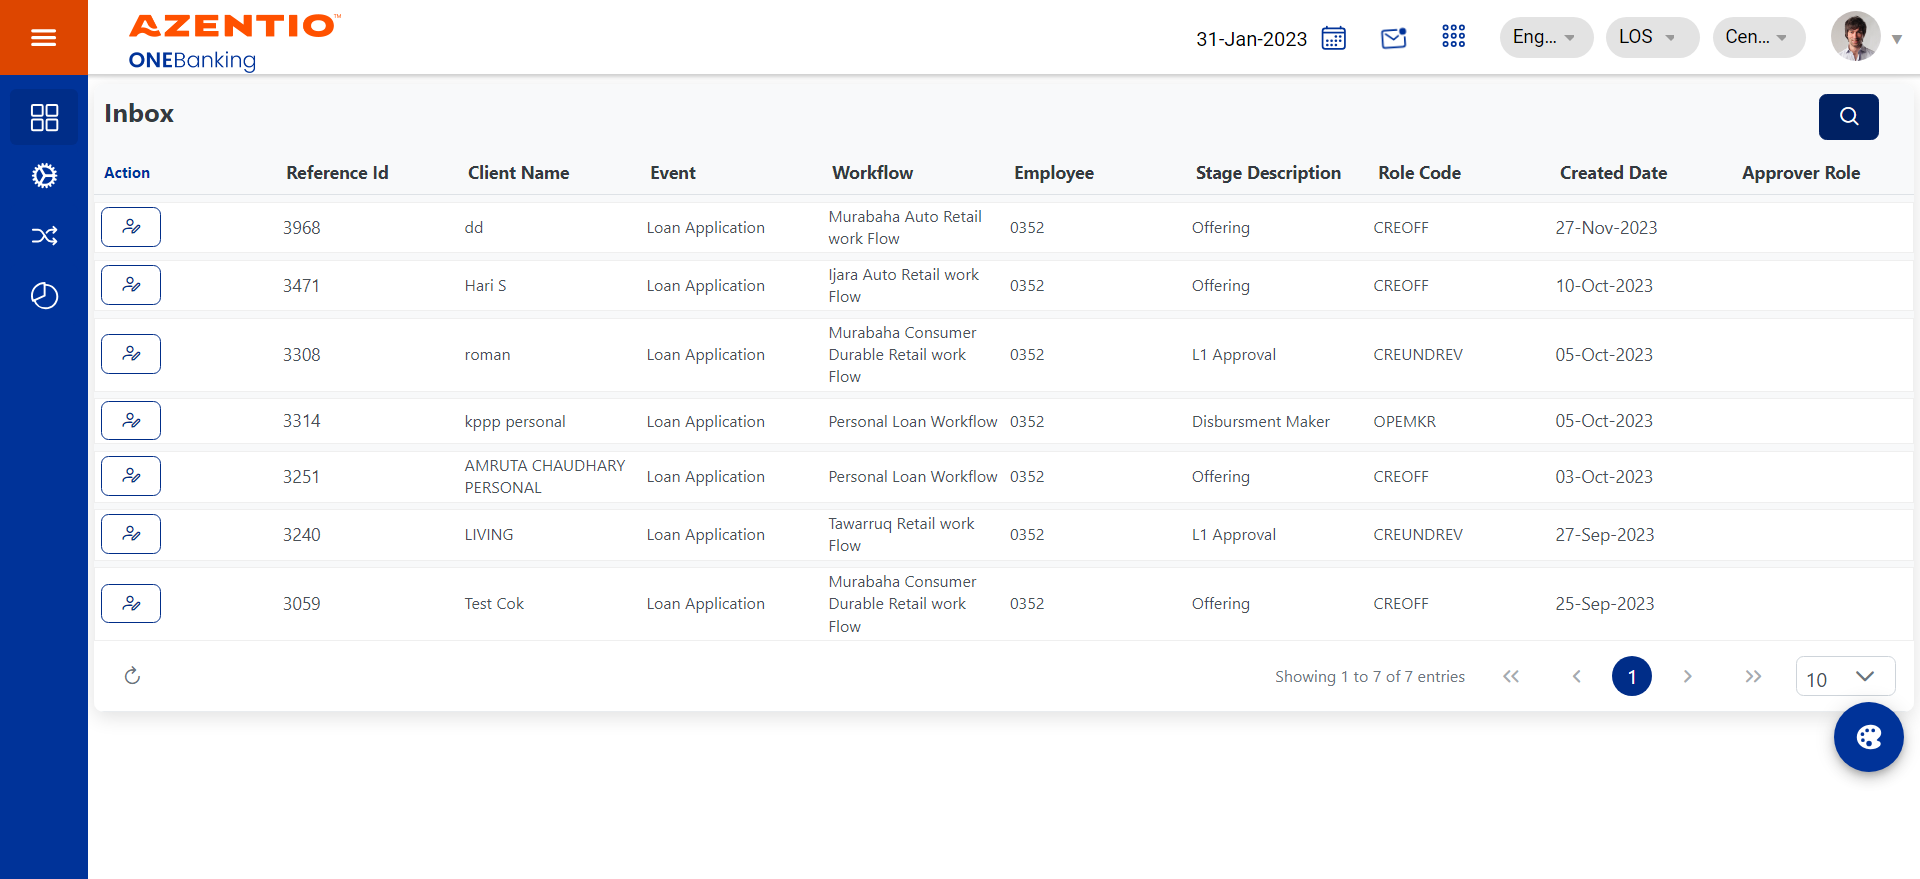 AZENTIO™
ONEBanking
31-Jan-2023
Eng...
LOS
Cen...
Inbox
Action Reference Id Client Name Event Workflow Employee Stage Description Role Code Created Date Approver Role
3968 dd Loan Application Murabaha Auto Retail work Flow 0352 Offering CREOFF 27-Nov-2023
3471 Hari S Loan Application Ijara Auto Retail work Flow 0352 Offering CREOFF 10-Oct-2023
3308 roman Loan Application Murabaha Consumer Durable Retail work Flow 0352 L1 Approval CREUNDREV 05-Oct-2023
3314 kppp personal Loan Application Personal Loan Workflow 0352 Disbursment Maker OPEMKR 05-Oct-2023
3251 AMRUTA CHAUDHARY PERSONAL Loan Application Personal Loan Workflow 0352 Offering CREOFF 03-Oct-2023
3240 LIVING Loan Application Tawarruq Retail work Flow 0352 L1 Approval CREUNDREV 27-Sep-2023
3059 Test Cok Loan Application Murabaha Consumer Durable Retail work Flow 0352 Offering CREOFF 25-Sep-2023
Showing 1 to 7 of 7 entries 1 10